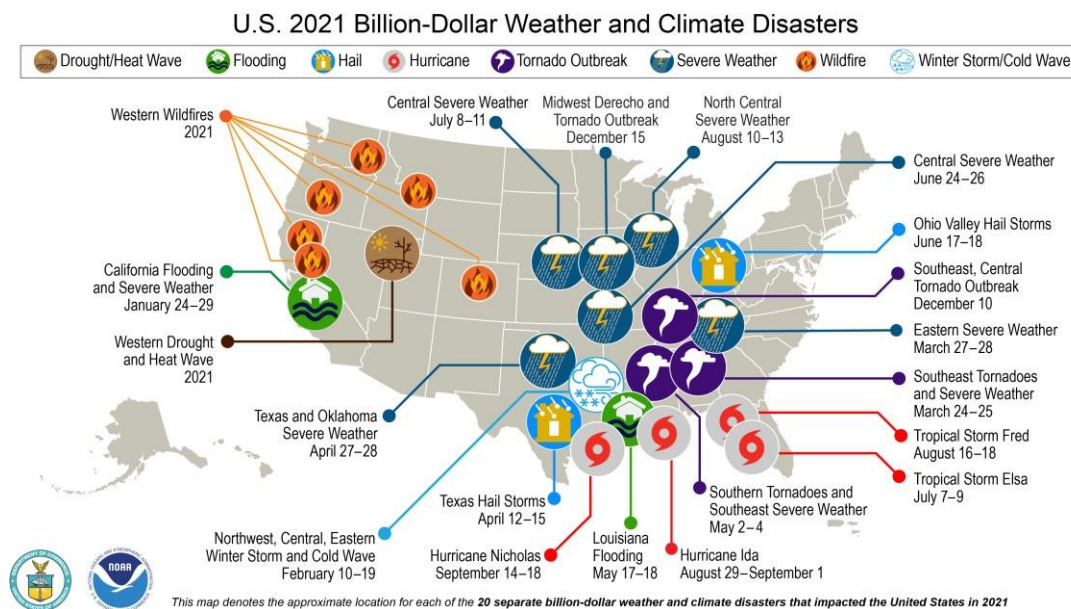 U.S. 2021 Billion-Dollar Weather and Climate Disasters
Drought/Heat Wave
Flooding
Hail
Hurricane
Tornado Outbreak
Severe Weather
Wildfire
Winter Storm/Cold Wave
Western Wildfires
2021
Central Severe Weather
July 8–11
Midwest Derecho and
Tornado Outbreak
December 15
North Central
Severe Weather
August 10–13
Central Severe Weather
June 24–26
Ohio Valley Hail Storms
June 17–18
California Flooding
and Severe Weather
January 24–29
Southeast, Central
Tornado Outbreak
December 10
Western Drought
and Heat Wave
2021
Eastern Severe Weather
March 27–28
Southeast Tornadoes
and Severe Weather
March 24–25
Texas and Oklahoma
Severe Weather
April 27–28
Tropical Storm Fred
August 16–18
Tropical Storm Elsa
July 7–9
Texas Hail Storms
April 12–15
Southern Tornadoes and
Southeast Severe Weather
May 2–4
Northwest, Central, Eastern
Winter Storm and Cold Wave
February 10–19
Hurricane Nicholas
September 14–18
Louisiana
Flooding
May 17–18
Hurricane Ida
August 29–September 1
NOAA
This map denotes the approximate location for each of the 20 separate billion-dollar weather and climate disasters that impacted the United States in 2021